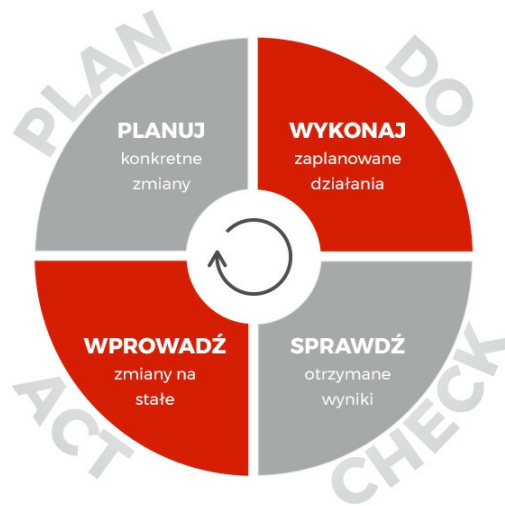 PLAN
DO
PLANUJ
konkretne
zmiany
WYKONAJ
zaplanowane
działania
WPROWADŹ
zmiany na
stałe
SPRAWDŹ
otrzymane
wyniki
ACT
CHECK